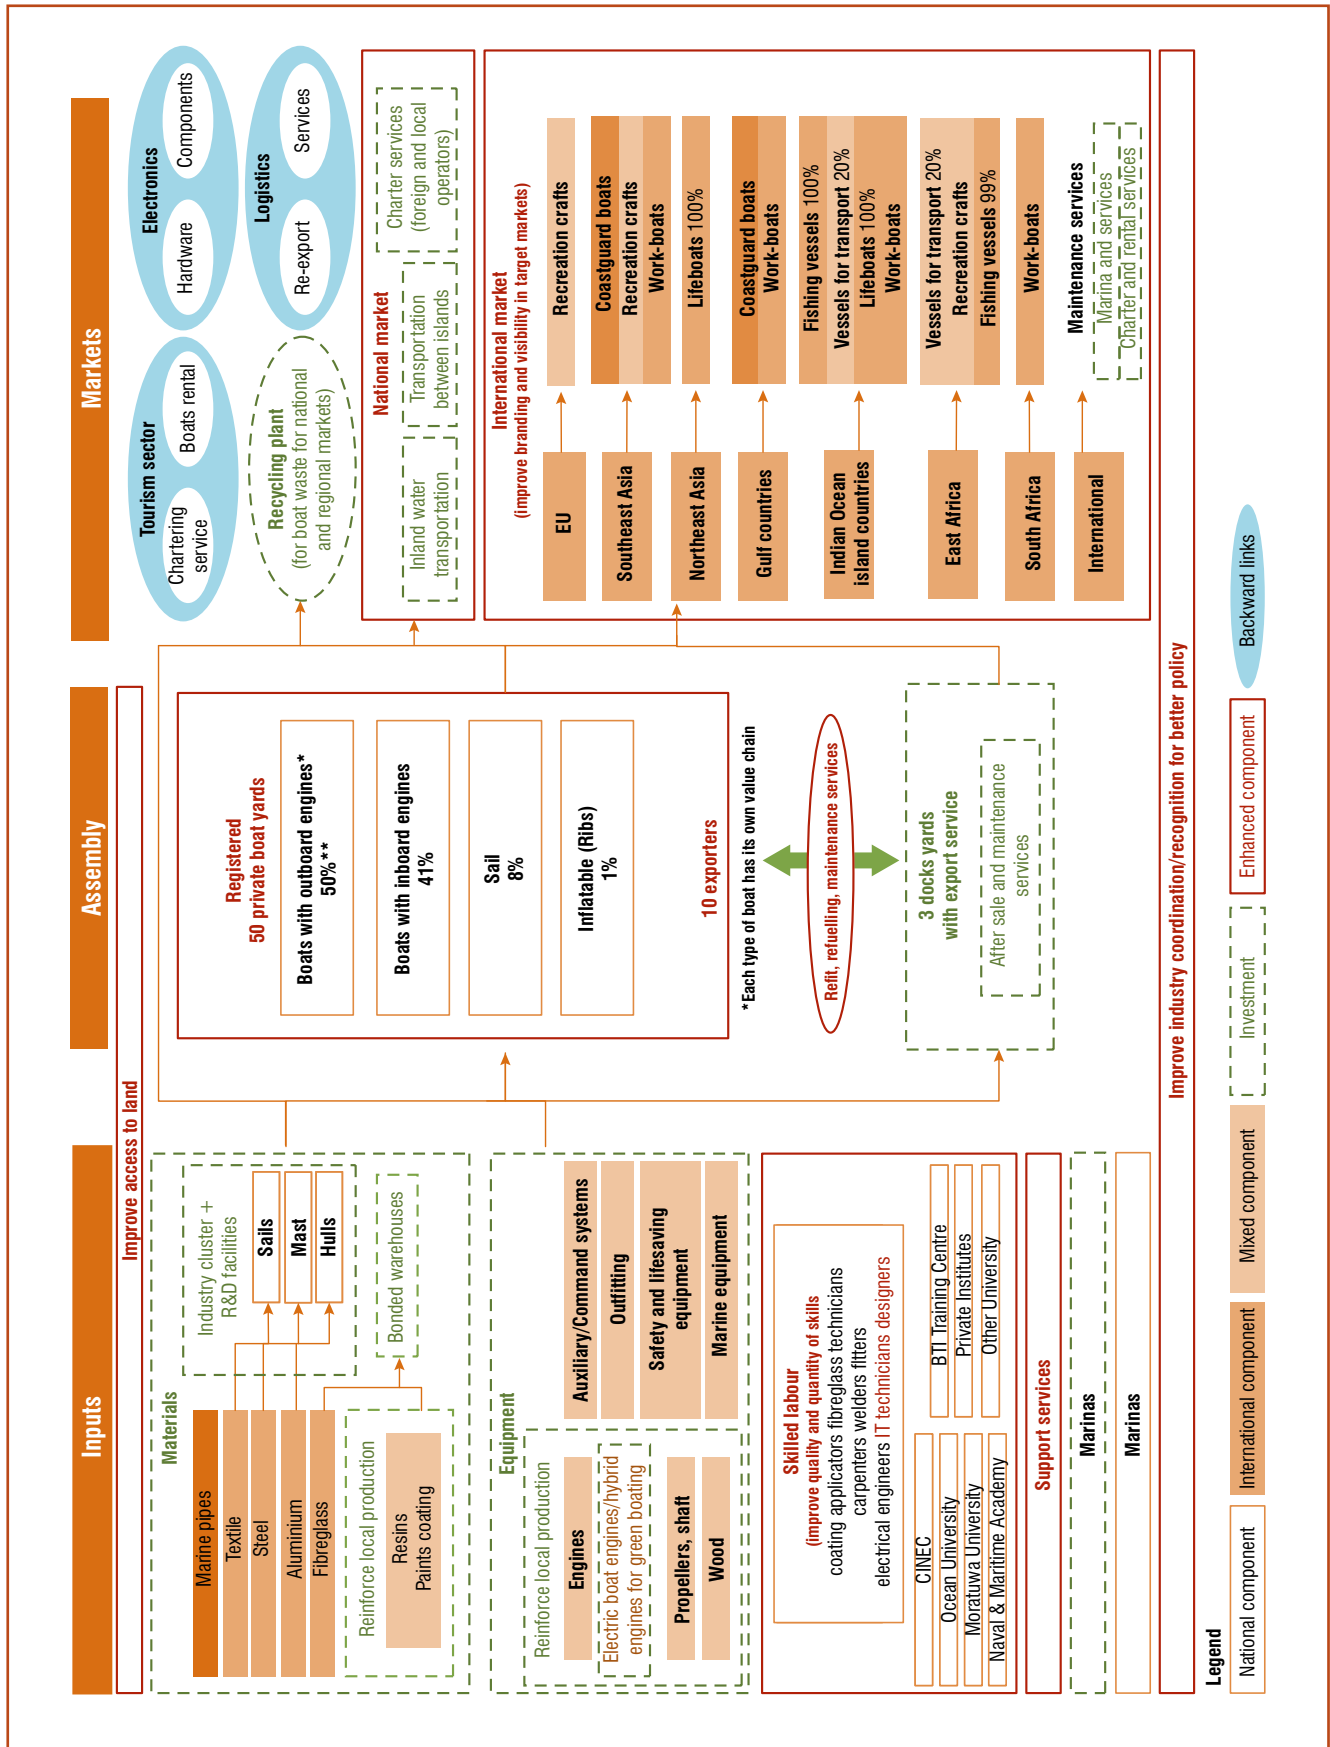 Inputs
Assembly
Markets
Improve access to land
Materials
Marine pipes
Textile
Steel
Aluminium
Fibreglass
Industry cluster +
R&D facilities
Sails
Mast
Hulls
Reinforce local production
Resins
Paints coating
Bonded warehouses
Equipment
Reinforce local production
Engines
Electric boat engines/hybrid
engines for green boating
Propellers, shaft
Wood
Auxiliary/Command systems
Outfitting
Safety and lifesaving
equipment
Marine equipment
Skilled labour
(improve quality and quantity of skills
coating applicators fibreglass technicians
carpenters welders fitters
electrical engineers IT technicians designers
CINEC
Ocean University
Moratuwa University
Naval & Maritime Academy
BTI Training Centre
Private Institutes
Other University
Support services
Marinas
Marinas
Registered
50 private boat yards
Boats with outboard engines*
50%**
Boats with inboard engines
41%
Sail
8%
Inflatable (Ribs)
1%
10 exporters
*Each type of boat has its own value chain
Refit, refuelling, maintenance services
3 docks yards
with export service
After sale and maintenance
services
Tourism sector
Chartering
service
Boats rental
Electronics
Hardware
Components
Recycling plant
(for boat waste for national
and regional markets)
Logistics
Re-export
Services
National market
Inland water
transportation
Transportation
between islands
Charter services
(foreign and local
operators)
International market
(improve branding and visibility in target markets)
EU
Recreation crafts
Southeast Asia
Coastguard boats
Recreation crafts
Work-boats
Northeast Asia
Lifeboats 100%
Gulf countries
Coastguard boats
Work-boats
Indian Ocean
island countries
Fishing vessels 100%
Vessels for transport 20%
Lifeboats 100%
Work-boats
East Africa
Vessels for transport 20%
Recreation crafts
Fishing vessels 99%
South Africa
Work-boats
International
Maintenance services
Marina and services
Charter and rental services
Improve industry coordination/recognition for better policy
Legend
National component
International component
Mixed component
Investment
Enhanced component
Backward links